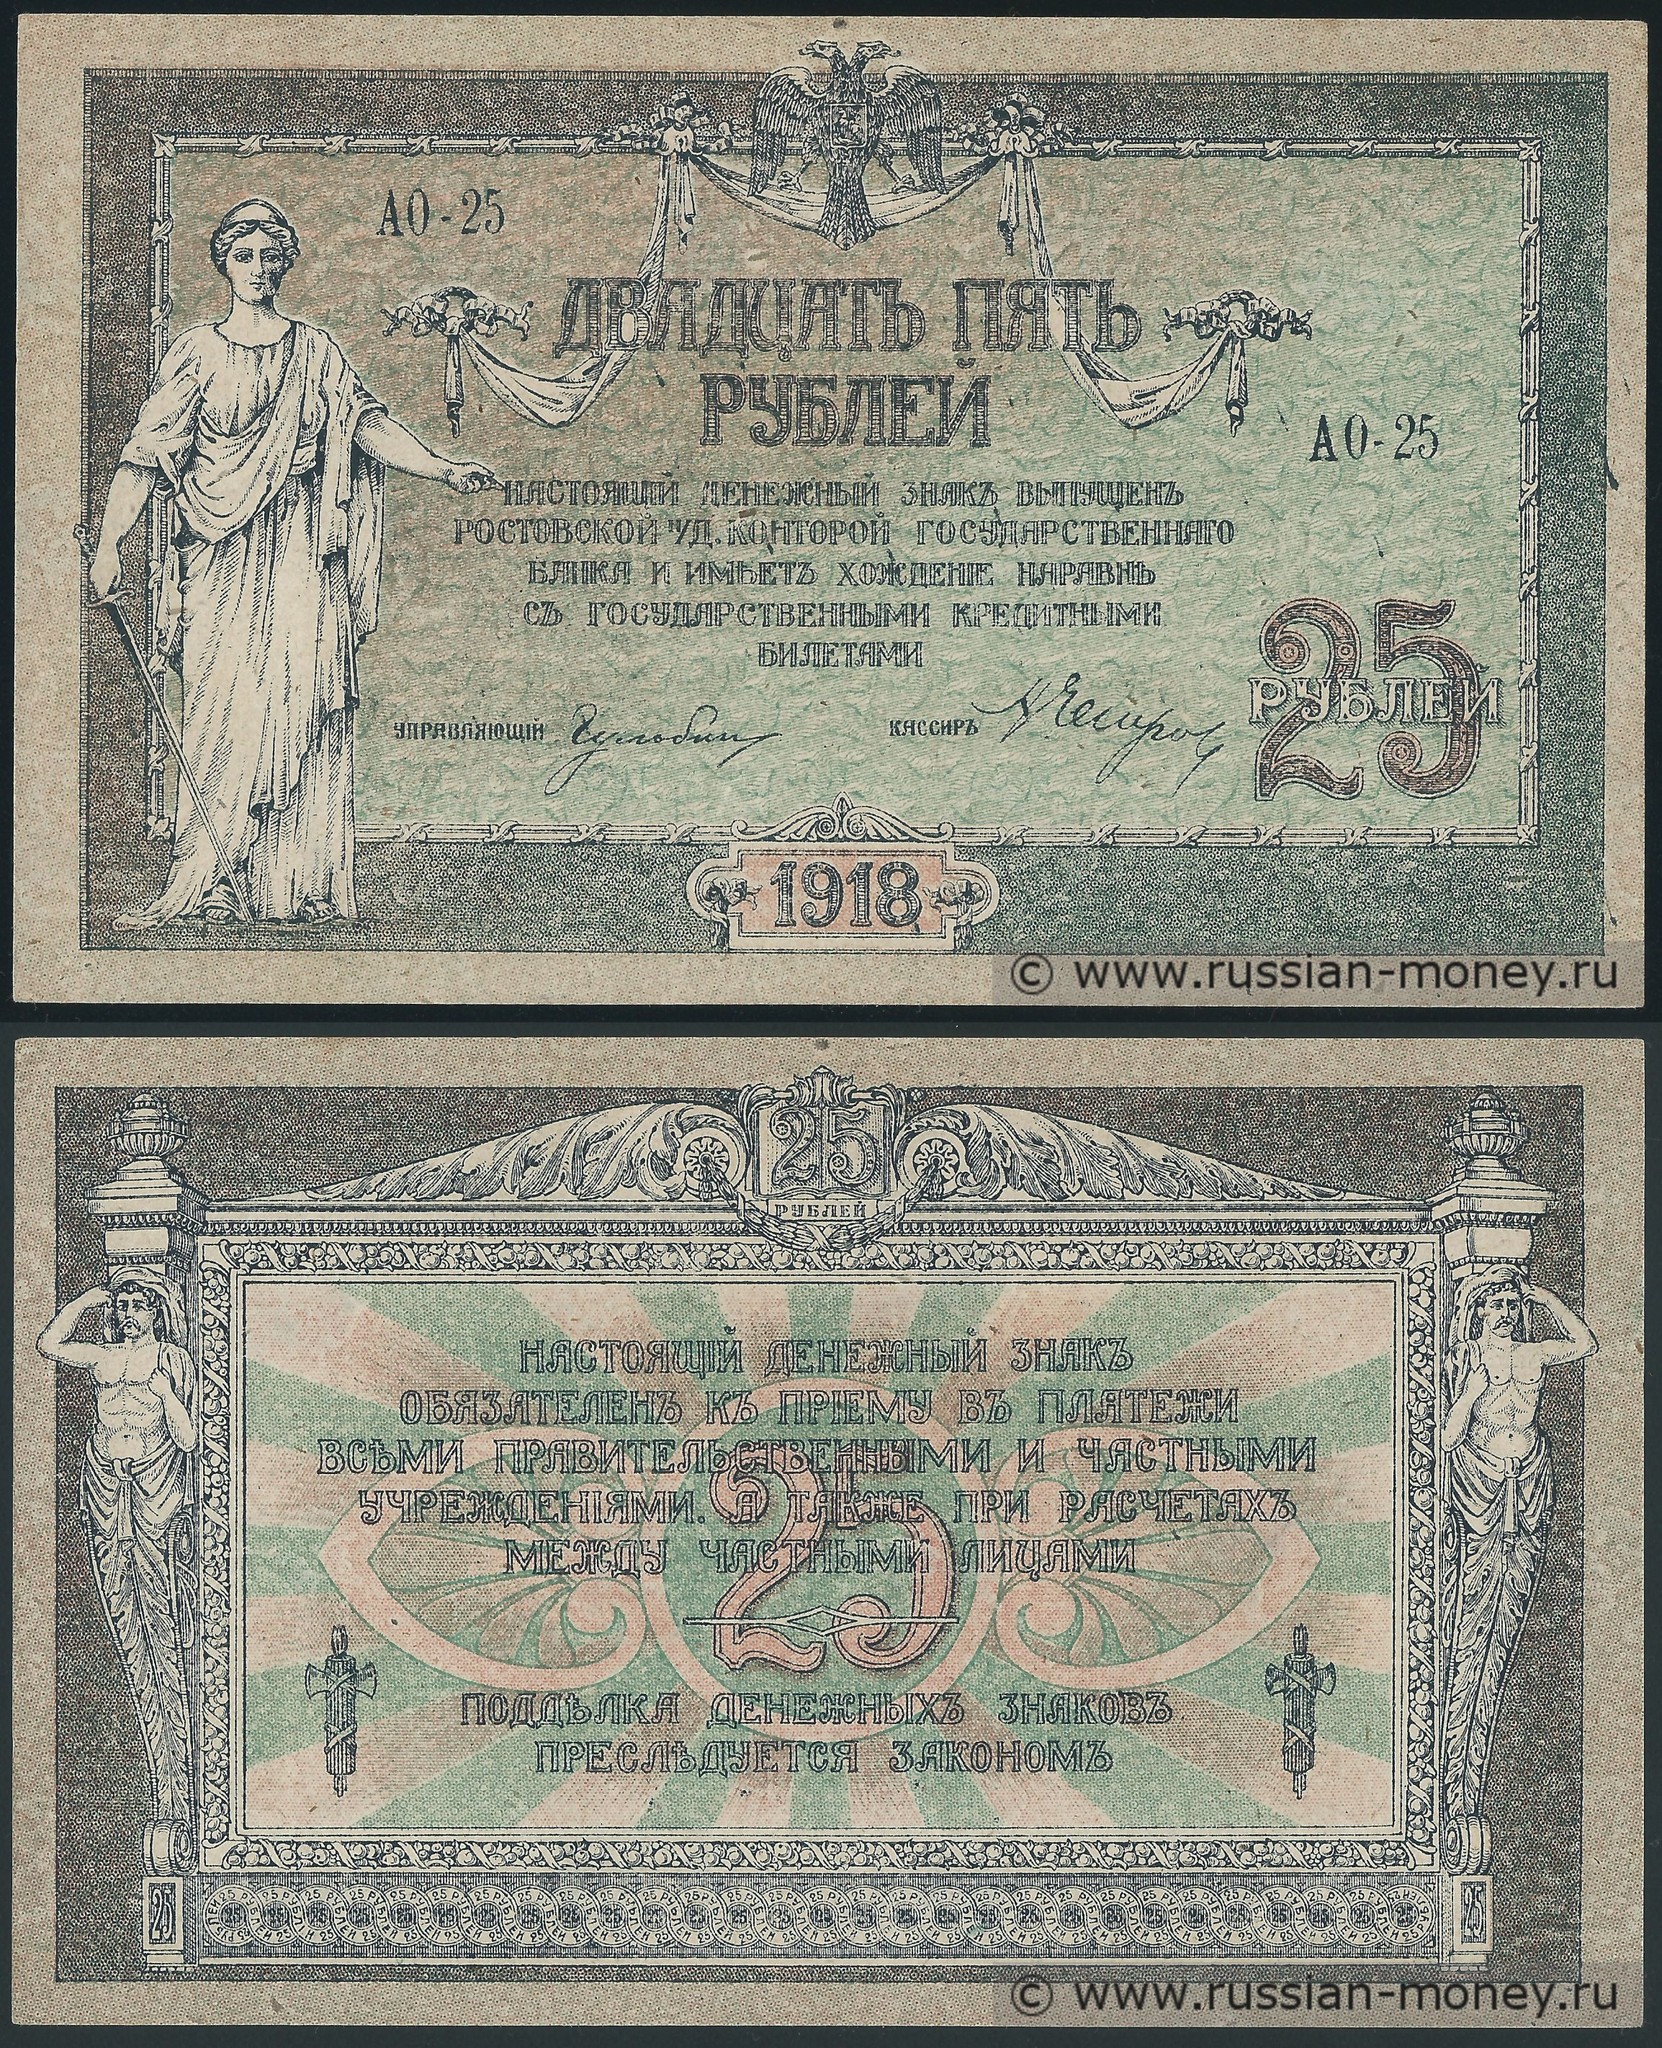 АО-25
ДВАДЦАТЬ ПЯТЬ
РУБЛЕЙ
АО-25
НАСТОЯЩІЙ ДЕНЕЖНЫЙ ЗНАКЪ ВЫПУЩЕНЪ
РОСТОВСКОЙ УД. КОНТОРОЙ ГОСУДАРСТВЕННАГО
БАНКА И ИМѢЕТЪ ХОЖДЕНІЕ НАРАВНѢ
СЪ ГОСУДАРСТВЕННЫМИ КРЕДИТНЫМИ
БИЛЕТАМИ
25
РУБЛЕЙ
УПРАВЛЯЮЩІЙ КАССИРЪ
1918
© www.russian-money.ru
25
РУБЛЕЙ
НАСТОЯЩІЙ ДЕНЕЖНЫЙ ЗНАКЪ
ОБЯЗАТЕЛЕНЪ КЪ ПРІЕМУ ВЪ ПЛАТЕЖИ
ВСѢМИ ПРАВИТЕЛЬСТВЕННЫМИ И ЧАСТНЫМИ
УЧРЕЖДЕНІЯМИ. А ТАКЖЕ ПРИ РАСЧЕТАХЪ
МЕЖДУ ЧАСТНЫМИ ЛИЦАМИ
25
ПОДДѢЛКА ДЕНЕЖНЫХЪ ЗНАКОВЪ
ПРЕСЛѢДУЕТСЯ ЗАКОНОМЪ
25 25
© www.russian-money.ru